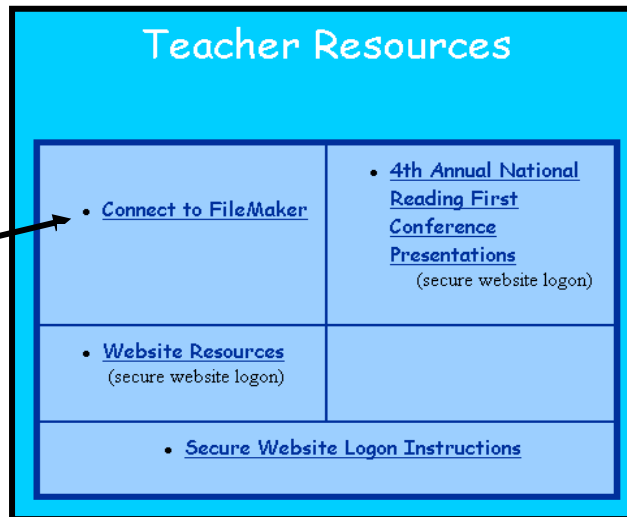 Teacher Resources
• Connect to FileMaker
• 4th Annual National
Reading First
Conference
Presentations
(secure website logon)
• Website Resources
(secure website logon)
• Secure Website Logon Instructions